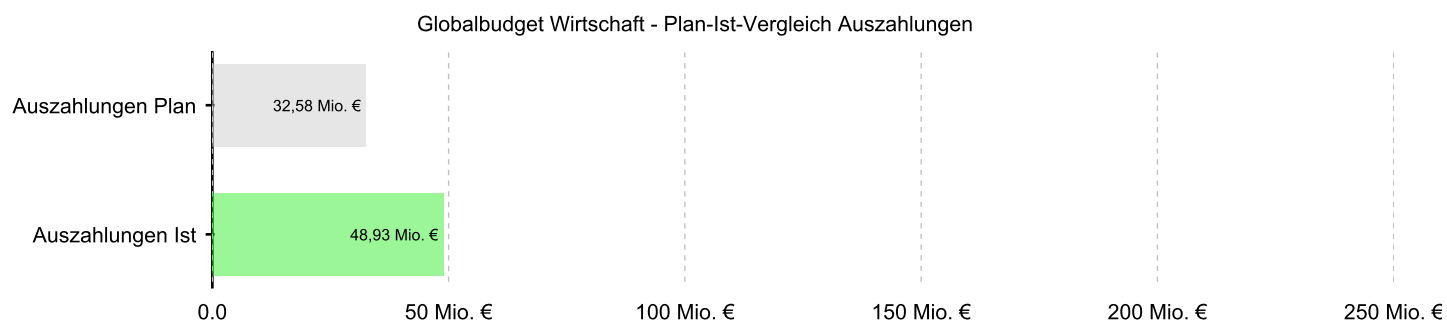 Globalbudget Wirtschaft - Plan-Ist-Vergleich Auszahlungen
Auszahlungen Plan
32,58 Mio. €
Auszahlungen Ist
48,93 Mio. €
0.0 50 Mio. € 100 Mio. € 150 Mio. € 200 Mio. € 250 Mio. €